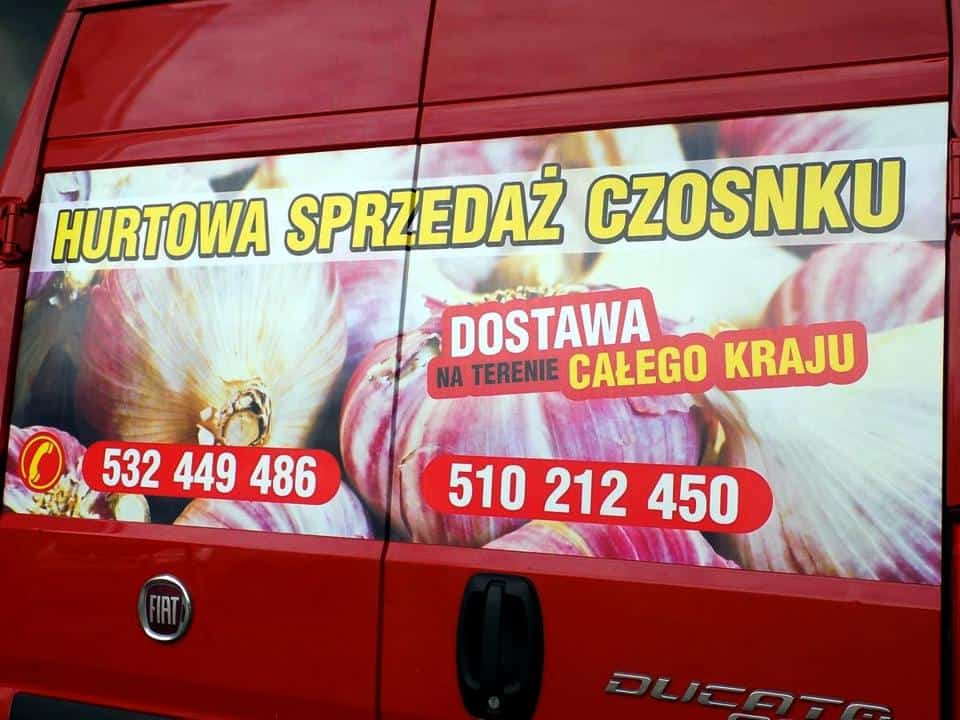 HURTOWA SPRZEDAŻ CZOSNKU
DOSTAWA
NA TERENIE CAŁEGO KRAJU
532 449 486
510 212 450
FIAT
DUCATO